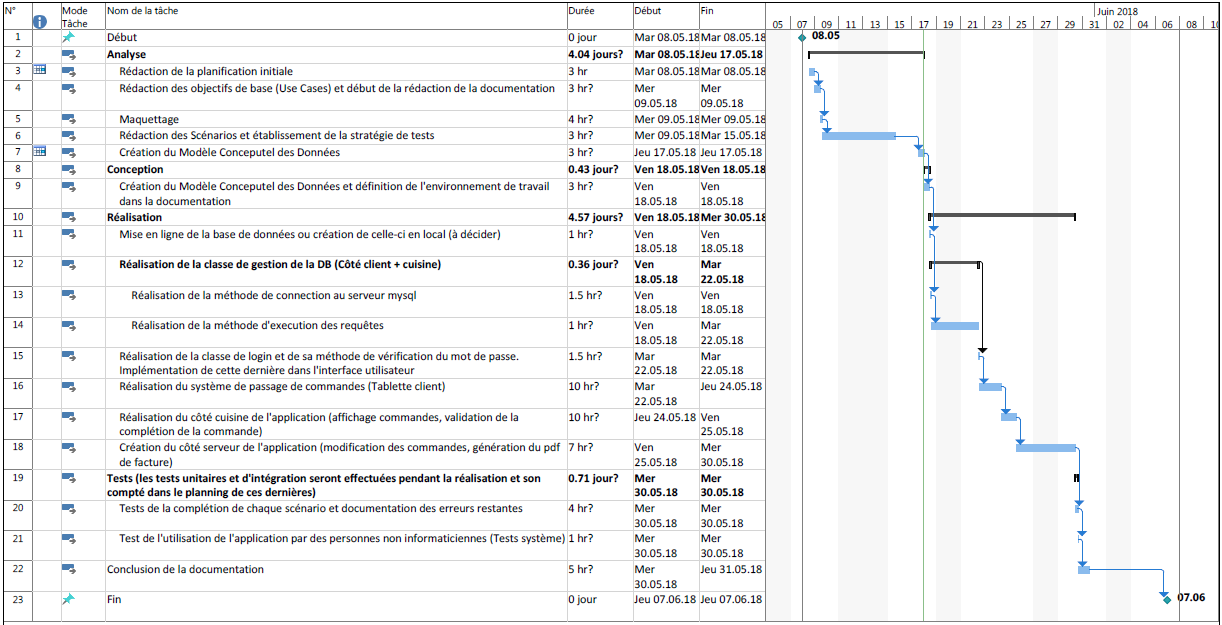 N° Mode Nom de la tâche Durée Début Fin Juin 2018
Tâche 05 07 09 11 13 15 17 19 21 23 25 27 29 31 02 04 06 08 10
1 Début 0 jour Mar 08.05.18 Mar 08.05.18 08.05
2 Analyse 4.04 jours? Mar 08.05.18 Jeu 17.05.18
3 Rédaction de la planification initiale 3 hr Mar 08.05.18 Mar 08.05.18
4 Rédaction des objectifs de base (Use Cases) et début de la rédaction de la documentation 3 hr? Mer Mer
09.05.18 09.05.18
5 Maquettage 4 hr? Mer 09.05.18 Mer 09.05.18
6 Rédaction des Scénarios et établissement de la stratégie de tests 3 hr? Mer 09.05.18 Mar 15.05.18
7 Création du Modèle Conceputel des Données 3 hr? Jeu 17.05.18 Jeu 17.05.18
8 Conception 0.43 jour? Ven 18.05.18 Ven 18.05.18
9 Création du Modèle Conceputel des Données et définition de l'environnement de travail 3 hr? Ven Ven
dans la documentation 18.05.18 18.05.18
10 Réalisation 4.57 jours? Ven 18.05.18 Mer 30.05.18
11 Mise en ligne de la base de données ou création de celle-ci en local (à décider) 1 hr? Ven Ven
18.05.18 18.05.18
12 Réalisation de la classe de gestion de la DB (Côté client + cuisine) 0.36 jour? Ven Mar
18.05.18 22.05.18
13 Réalisation de la méthode de connection au serveur mysql 1.5 hr? Ven Ven
18.05.18 18.05.18
14 Réalisation de la méthode d'execution des requêtes 1 hr? Ven Mar
18.05.18 22.05.18
15 Réalisation de la classe de login et de sa méthode de vérification du mot de passe. 1.5 hr? Mar Mar
Implémentation de cette dernière dans l'interface utilisateur 22.05.18 22.05.18
16 Réalisation du système de passage de commandes (Tablette client) 10 hr? Mar Jeu 24.05.18
22.05.18
17 Réalisation du côté cuisine de l'application (affichage commandes, validation de la 10 hr? Jeu 24.05.18 Ven
complétion de la commande) 25.05.18
18 Création du côté serveur de l'application (modification des commandes, génération du pdf 7 hr? Ven Mer
de facture) 25.05.18 30.05.18
19 Tests (les tests unitaires et d'intégration seront effectuées pendant la réalisation et son 0.71 jour? Mer Mer
compté dans le planning de ces dernières) 30.05.18 30.05.18
20 Tests de la complétion de chaque scénario et documentation des erreurs restantes 4 hr? Mer Mer
30.05.18 30.05.18
21 Test de l'utilisation de l'application par des personnes non informaticiennes (Tests système) 1 hr? Mer Mer
30.05.18 30.05.18
22 Conclusion de la documentation 5 hr? Mer Jeu 31.05.18
30.05.18
23 Fin 0 jour Jeu 07.06.18 Jeu 07.06.18 07.06